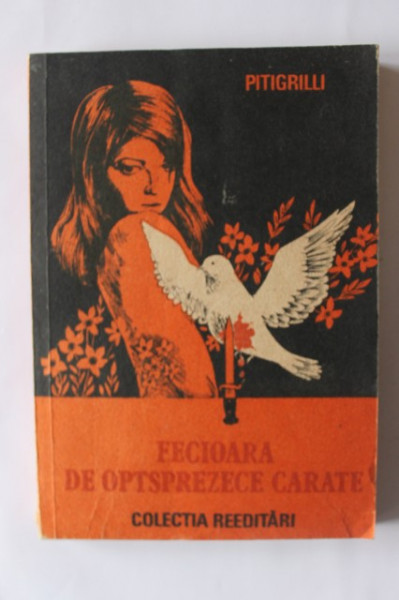 PITIGRILLI
FECIOARA
DE OPTSPREZECE CARATE
COLECTIA REEDITĂRI